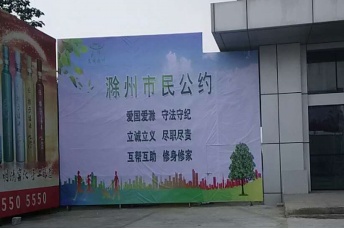 滁州市民公约
爱国爱滁 守法守纪
立诚立义 尽职尽责
互帮互助 修身修家
550 5550